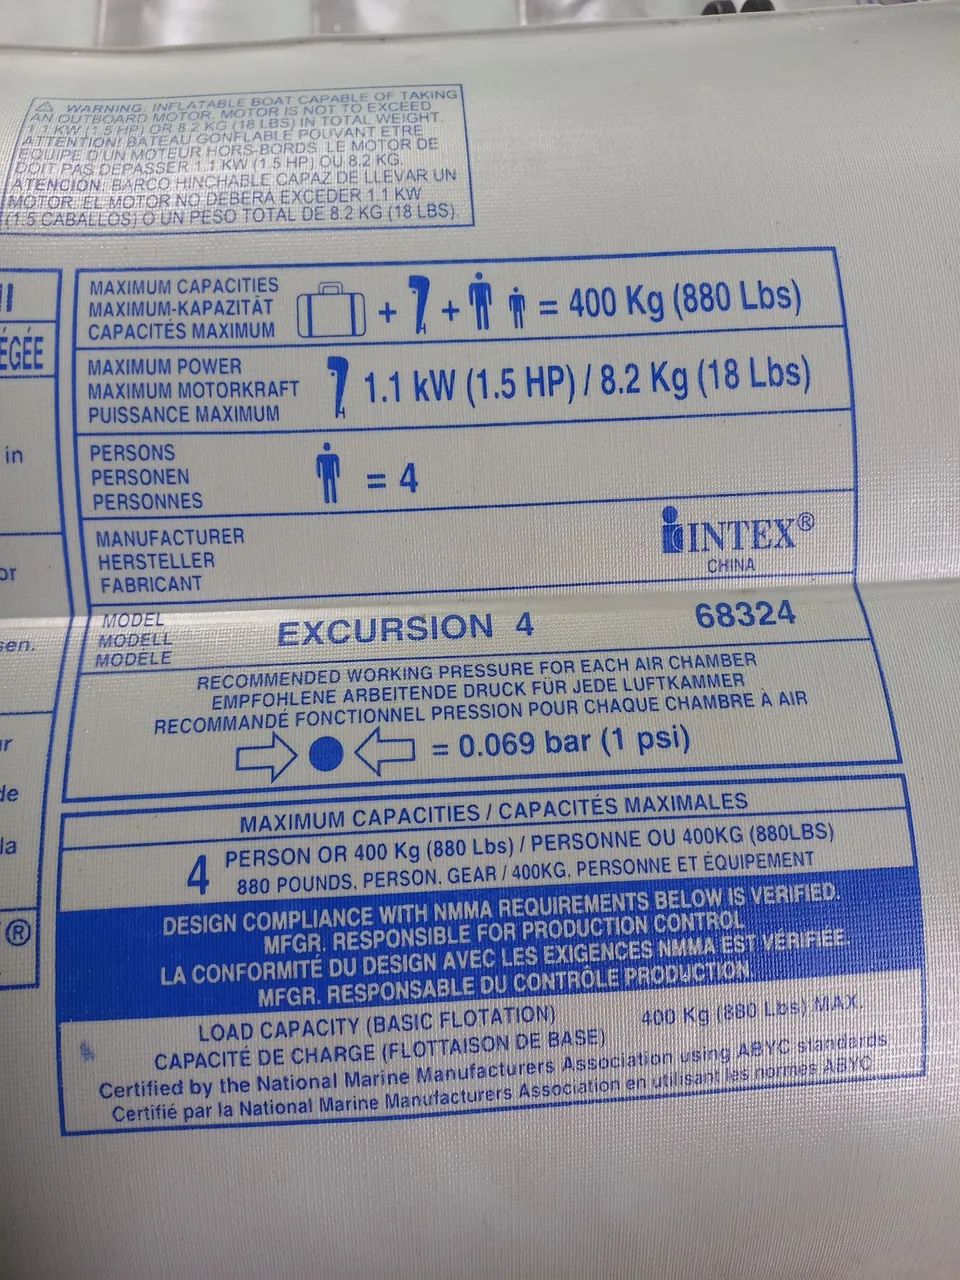 ⚠ WARNING: INFLATABLE BOAT CAPABLE OF TAKING
AN OUTBOARD MOTOR. MOTOR IS NOT TO EXCEED
1.1 KW (1.5 HP) OR 8.2 KG (18 LBS) IN TOTAL WEIGHT.
ATTENTION! BATEAU GONFLABLE POUVANT ETRE
ÉQUIPE D'UN MOTEUR HORS-BORDS. LE MOTOR DE
DOIT PAS DÉPASSER 1.1 KW (1.5 HP) OU 8.2 KG.
ATENCIÓN: BARCO HINCHABLE CAPAZ DE LLEVAR UN
MOTOR. EL MOTOR NO DEBERÁ EXCEDER 1.1 KW
(1.5 CABALLOS) O UN PESO TOTAL DE 8.2 KG (18 LBS).
ÉGÉE
in
or
sen.
ur
de
la
®
MAXIMUM CAPACITIES
MAXIMUM-KAPAZITÄT
CAPACITÉS MAXIMUM
+ + = 400 Kg (880 Lbs)
MAXIMUM POWER
MAXIMUM MOTORKRAFT
PUISSANCE MAXIMUM
1.1 kW (1.5 HP) / 8.2 Kg (18 Lbs)
PERSONS
PERSONEN
PERSONNES
= 4
MANUFACTURER
HERSTELLER
FABRICANT
INTEX®
CHINA
MODEL
MODELL
MODÈLE
EXCURSION 4 68324
RECOMMENDED WORKING PRESSURE FOR EACH AIR CHAMBER
EMPFOHLENE ARBEITENDE DRUCK FÜR JEDE LUFTKAMMER
RECOMMANDÉ FONCTIONNEL PRESSION POUR CHAQUE CHAMBRE À AIR
= 0.069 bar (1 psi)
MAXIMUM CAPACITIES / CAPACITÉS MAXIMALES
4 PERSON OR 400 Kg (880 Lbs) / PERSONNE OU 400KG (880LBS)
880 POUNDS, PERSON. GEAR / 400KG, PERSONNE ET ÉQUIPEMENT
DESIGN COMPLIANCE WITH NMMA REQUIREMENTS BELOW IS VERIFIED.
MFGR. RESPONSIBLE FOR PRODUCTION CONTROL
LA CONFORMITÉ DU DESIGN AVEC LES EXIGENCES NMMA EST VÉRIFIÉE.
MFGR. RESPONSABLE DU CONTRÔLE PRODUCTION.
LOAD CAPACITY (BASIC FLOTATION) 400 Kg (880 Lbs) MAX.
CAPACITÉ DE CHARGE (FLOTTAISON DE BASE)
Certified by the National Marine Manufacturers Association using ABYC standards
Certifié par la National Marine Manufacturers Association en utilisant les normes ABYC